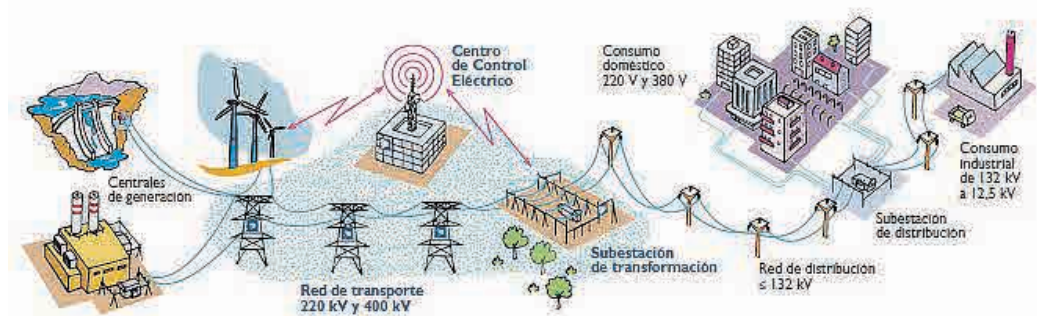 Centro
de Control
Eléctrico
Consumo
doméstico
220 V y 380 V
Centrales
de generación
Consumo
industrial
de 132 kV
a 12,5 kV
Subestación
de distribución
Subestación
de transformación
Red de distribución
≤ 132 kV
Red de transporte
220 kV y 400 kV